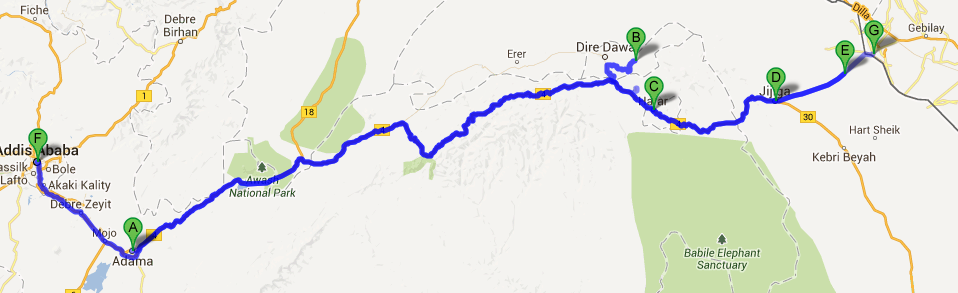 Fiche
Debre
Birhan
1
18
F
Addis Ababa
Bole
Lafto
Akaki Kality
Debre Zeyit
Mojo
A
Adama
Awash
National Park
Erer
Dire Dawa
B
C
Harar
D
Jijiga
E
G
Dilla
Gebilay
30
Hart Sheik
Kebri Beyah
Babile Elephant
Sanctuary